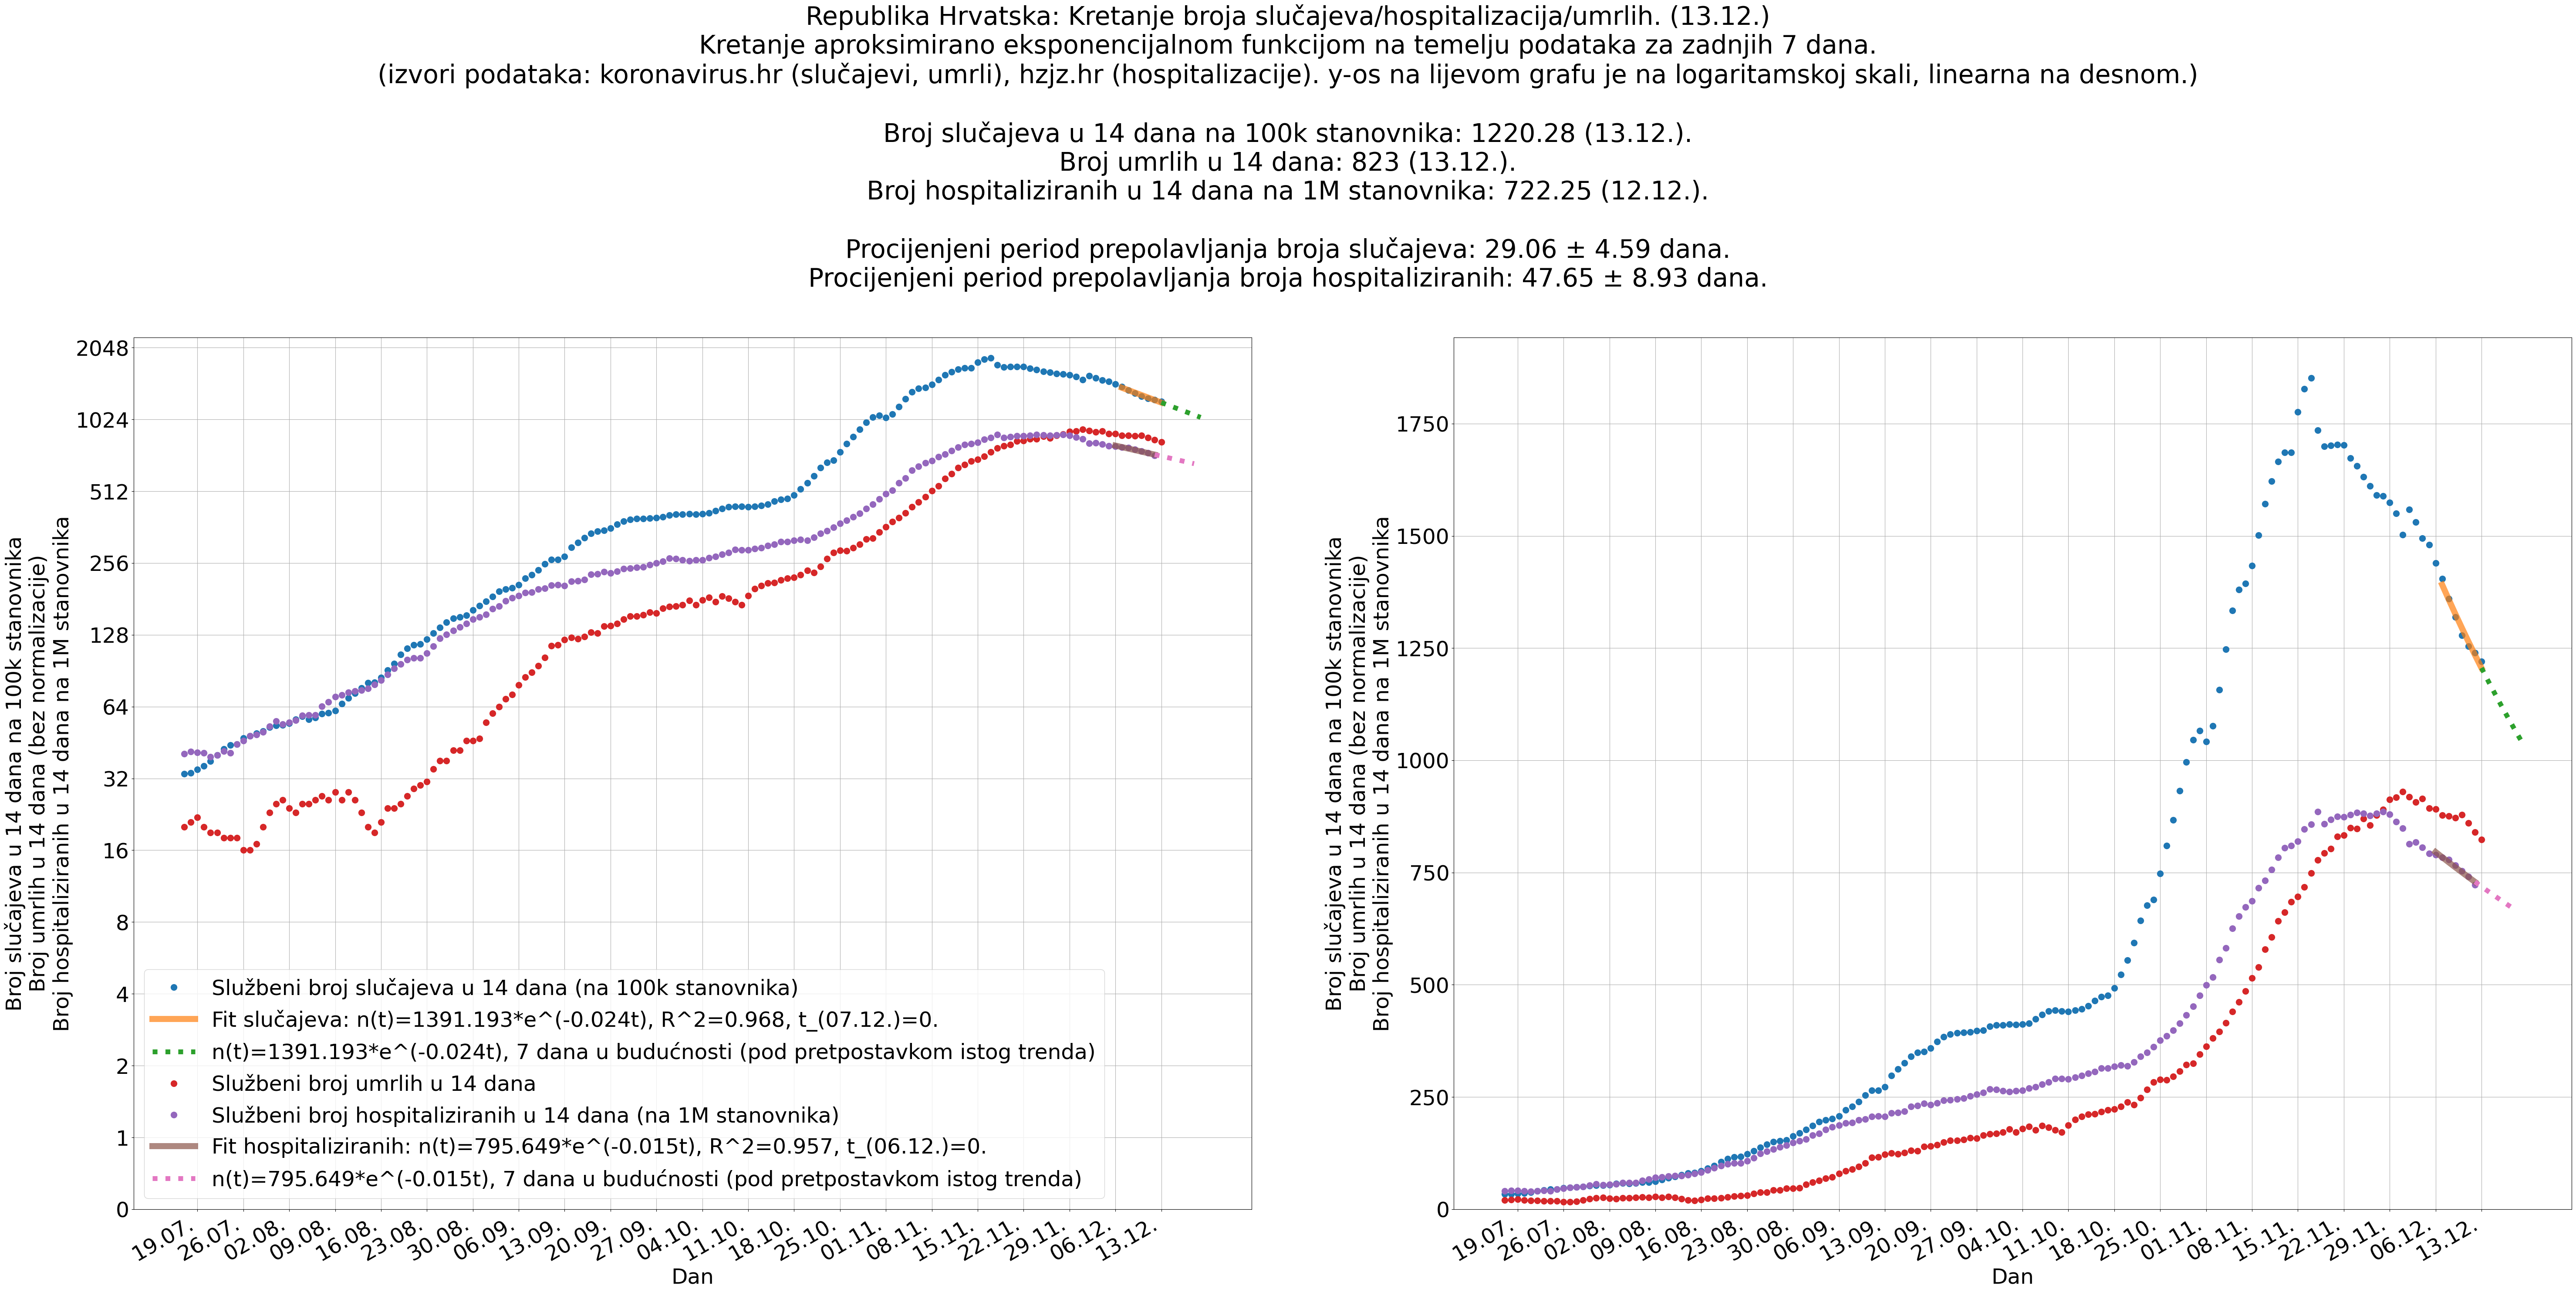 Republika Hrvatska: Kretanje broja slučajeva/hospitalizacija/umrlih. (13.12.)
Kretanje aproksimirano eksponencijalnom funkcijom na temelju podataka za zadnjih 7 dana.
(izvori podataka: koronavirus.hr (slučajevi, umrli), hzjz.hr (hospitalizacije). y-os na lijevom grafu je na logaritamskoj skali, linearna na desnom.)
Broj slučajeva u 14 dana na 100k stanovnika: 1220.28 (13.12.).
Broj umrlih u 14 dana: 823 (13.12.).
Broj hospitaliziranih u 14 dana na 1M stanovnika: 722.25 (12.12.).
Procijenjeni period prepolavljanja broja slučajeva: 29.06 ± 4.59 dana.
Procijenjeni period prepolavljanja broja hospitaliziranih: 47.65 ± 8.93 dana.
Broj slučajeva u 14 dana na 100k stanovnika
Broj umrlih u 14 dana (bez normalizacije)
Broj hospitaliziranih u 14 dana na 1M stanovnika
2048
1024
512
256
128
64
32
16
8
4
2
1
0
Službeni broj slučajeva u 14 dana (na 100k stanovnika)
Fit slučajeva: n(t)=1391.193*e^(-0.024t), R^2=0.968, t_(07.12.)=0.
n(t)=1391.193*e^(-0.024t), 7 dana u budućnosti (pod pretpostavkom istog trenda)
Službeni broj umrlih u 14 dana
Službeni broj hospitaliziranih u 14 dana (na 1M stanovnika)
Fit hospitaliziranih: n(t)=795.649*e^(-0.015t), R^2=0.957, t_(06.12.)=0.
n(t)=795.649*e^(-0.015t), 7 dana u budućnosti (pod pretpostavkom istog trenda)
19.07.
26.07.
02.08.
09.08.
16.08.
23.08.
30.08.
06.09.
13.09.
20.09.
27.09.
04.10.
11.10.
18.10.
25.10.
01.11.
08.11.
15.11.
22.11.
29.11.
06.12.
13.12.
Dan
Broj slučajeva u 14 dana na 100k stanovnika
Broj umrlih u 14 dana (bez normalizacije)
Broj hospitaliziranih u 14 dana na 1M stanovnika
1750
1500
1250
1000
750
500
250
0
19.07.
26.07.
02.08.
09.08.
16.08.
23.08.
30.08.
06.09.
13.09.
20.09.
27.09.
04.10.
11.10.
18.10.
25.10.
01.11.
08.11.
15.11.
22.11.
29.11.
06.12.
13.12.
Dan